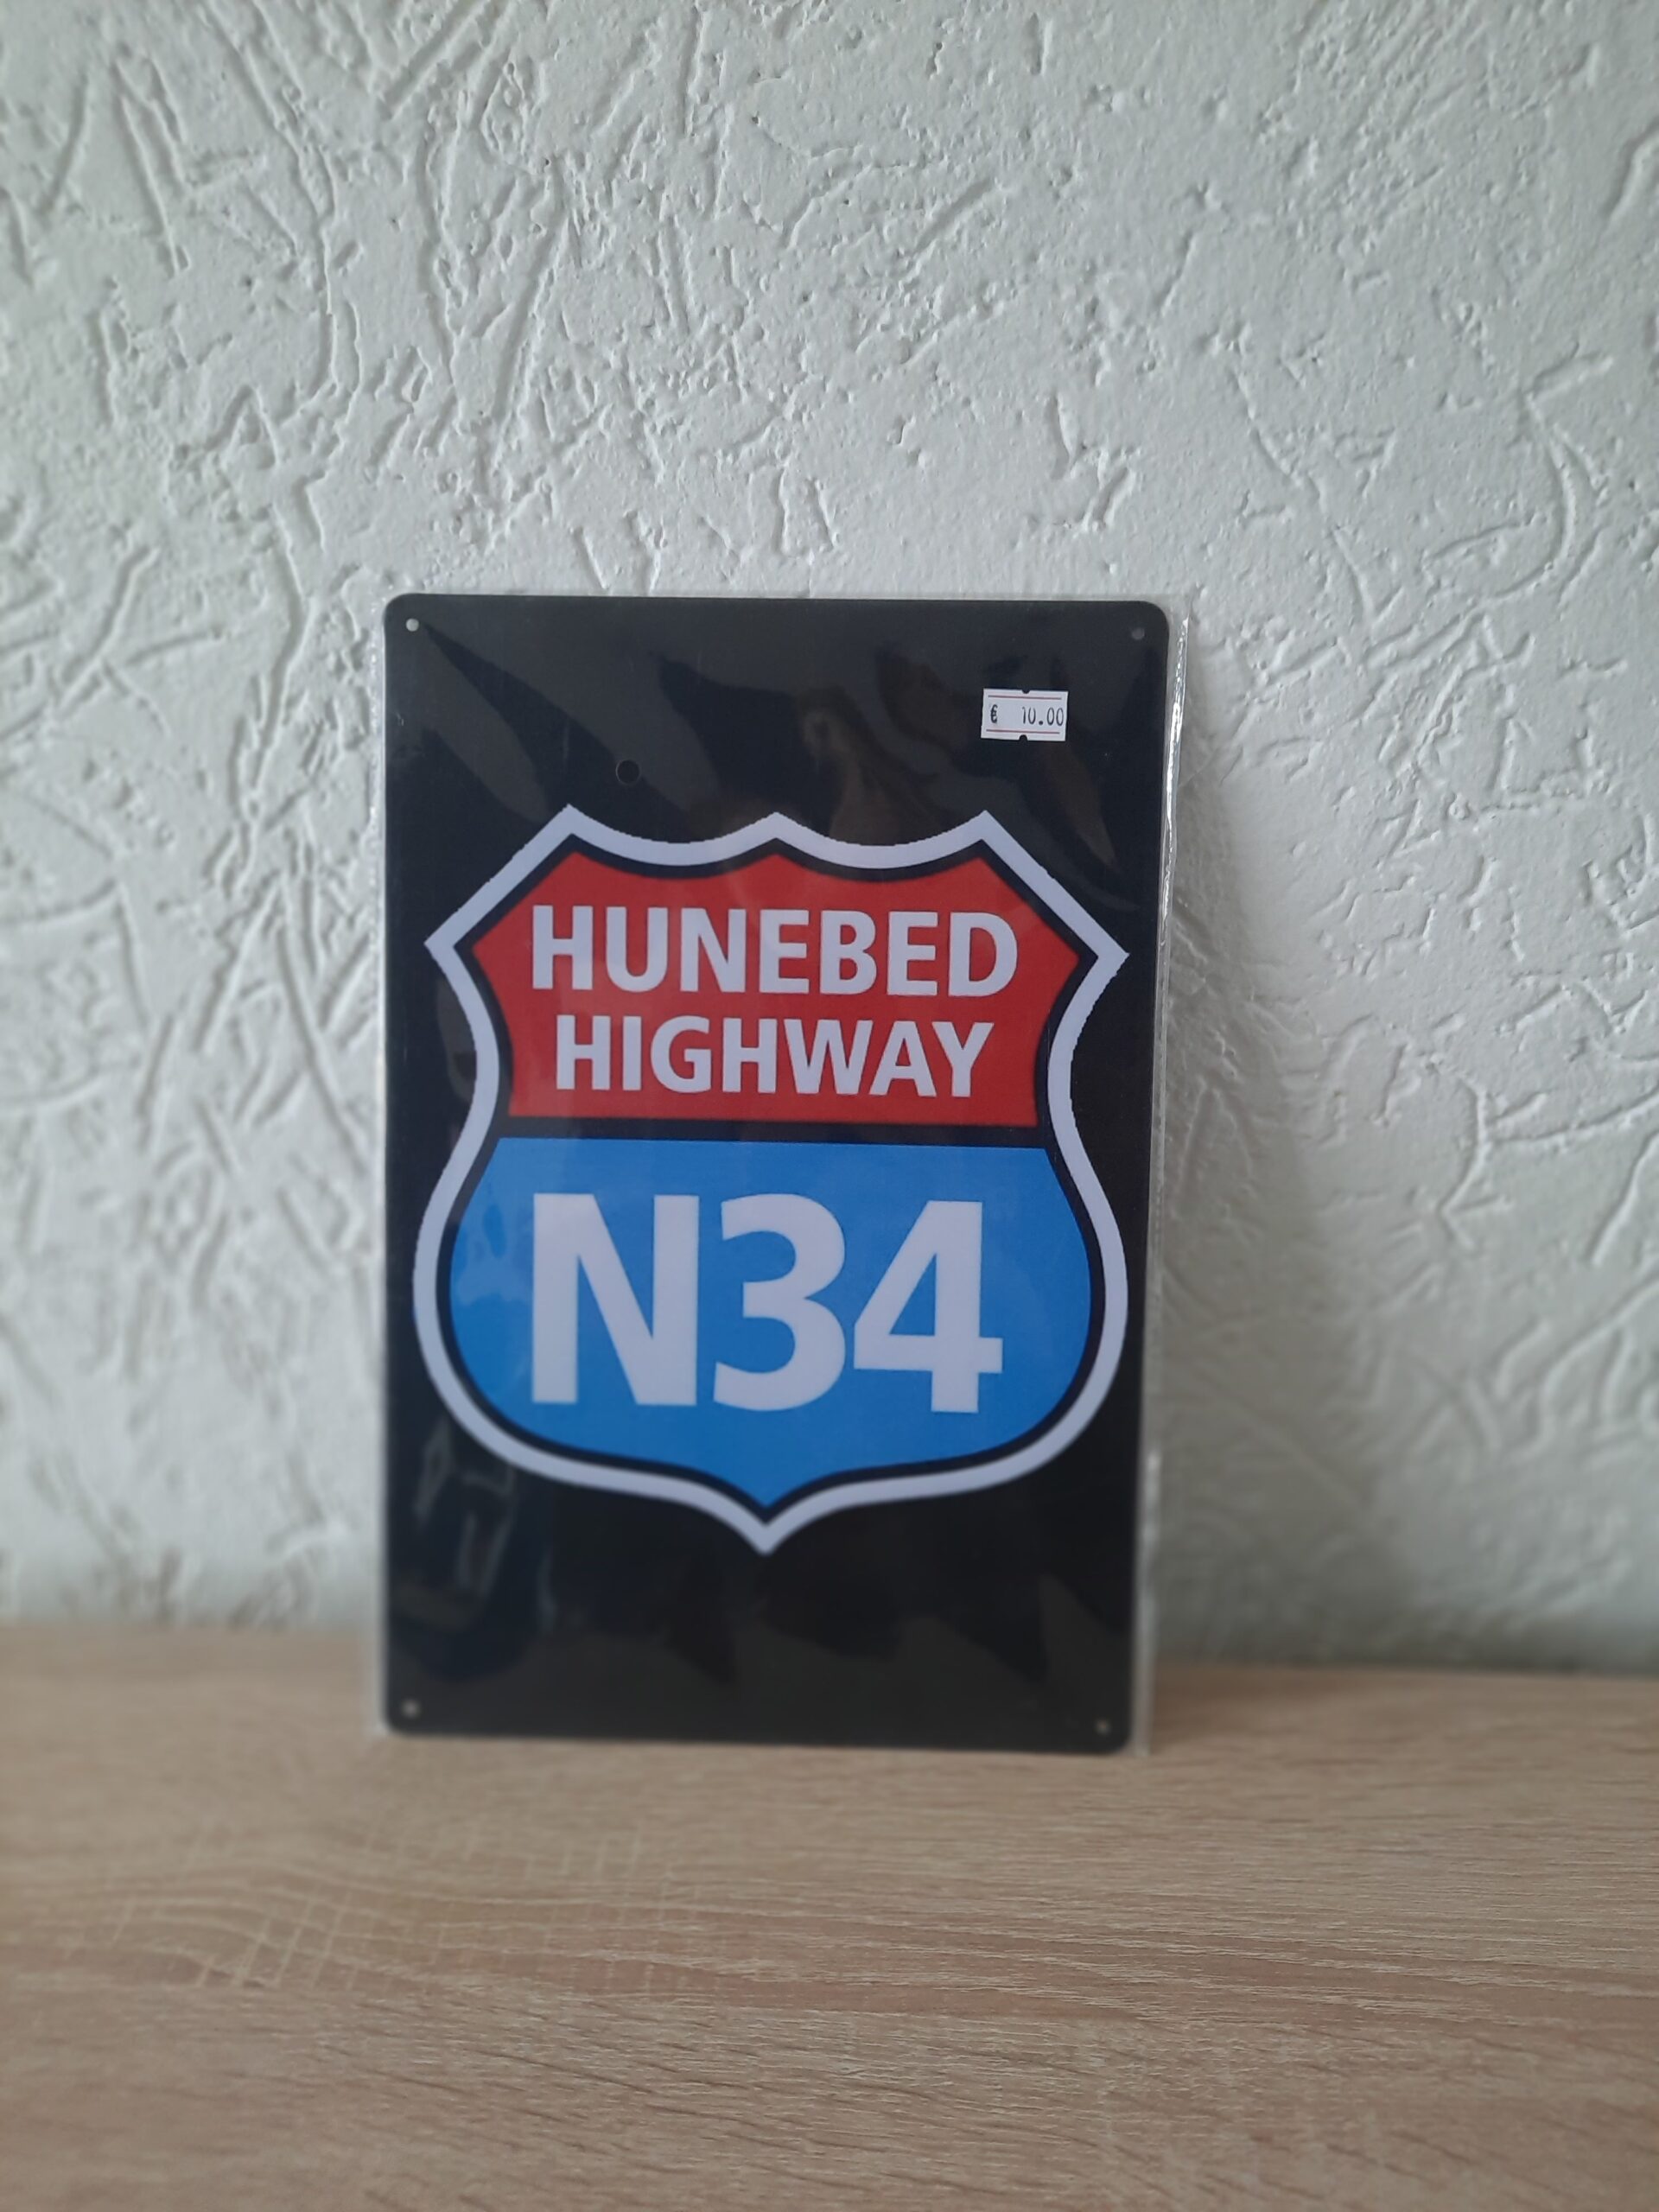 € 10.00
HUNEBED
HIGHWAY
N34